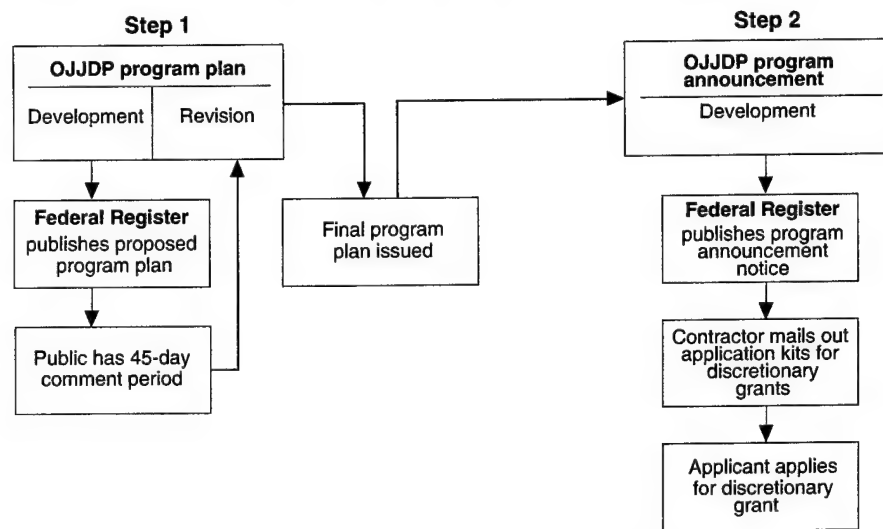 Step 1
OJJDP program plan
Development
Revision
Federal Register
publishes proposed
program plan
Public has 45-day
comment period
Final program
plan issued
Step 2
OJJDP program
announcement
Development
Federal Register
publishes program
announcement
notice
Contractor mails out
application kits for
discretionary
grants
Applicant applies
for discretionary
grant